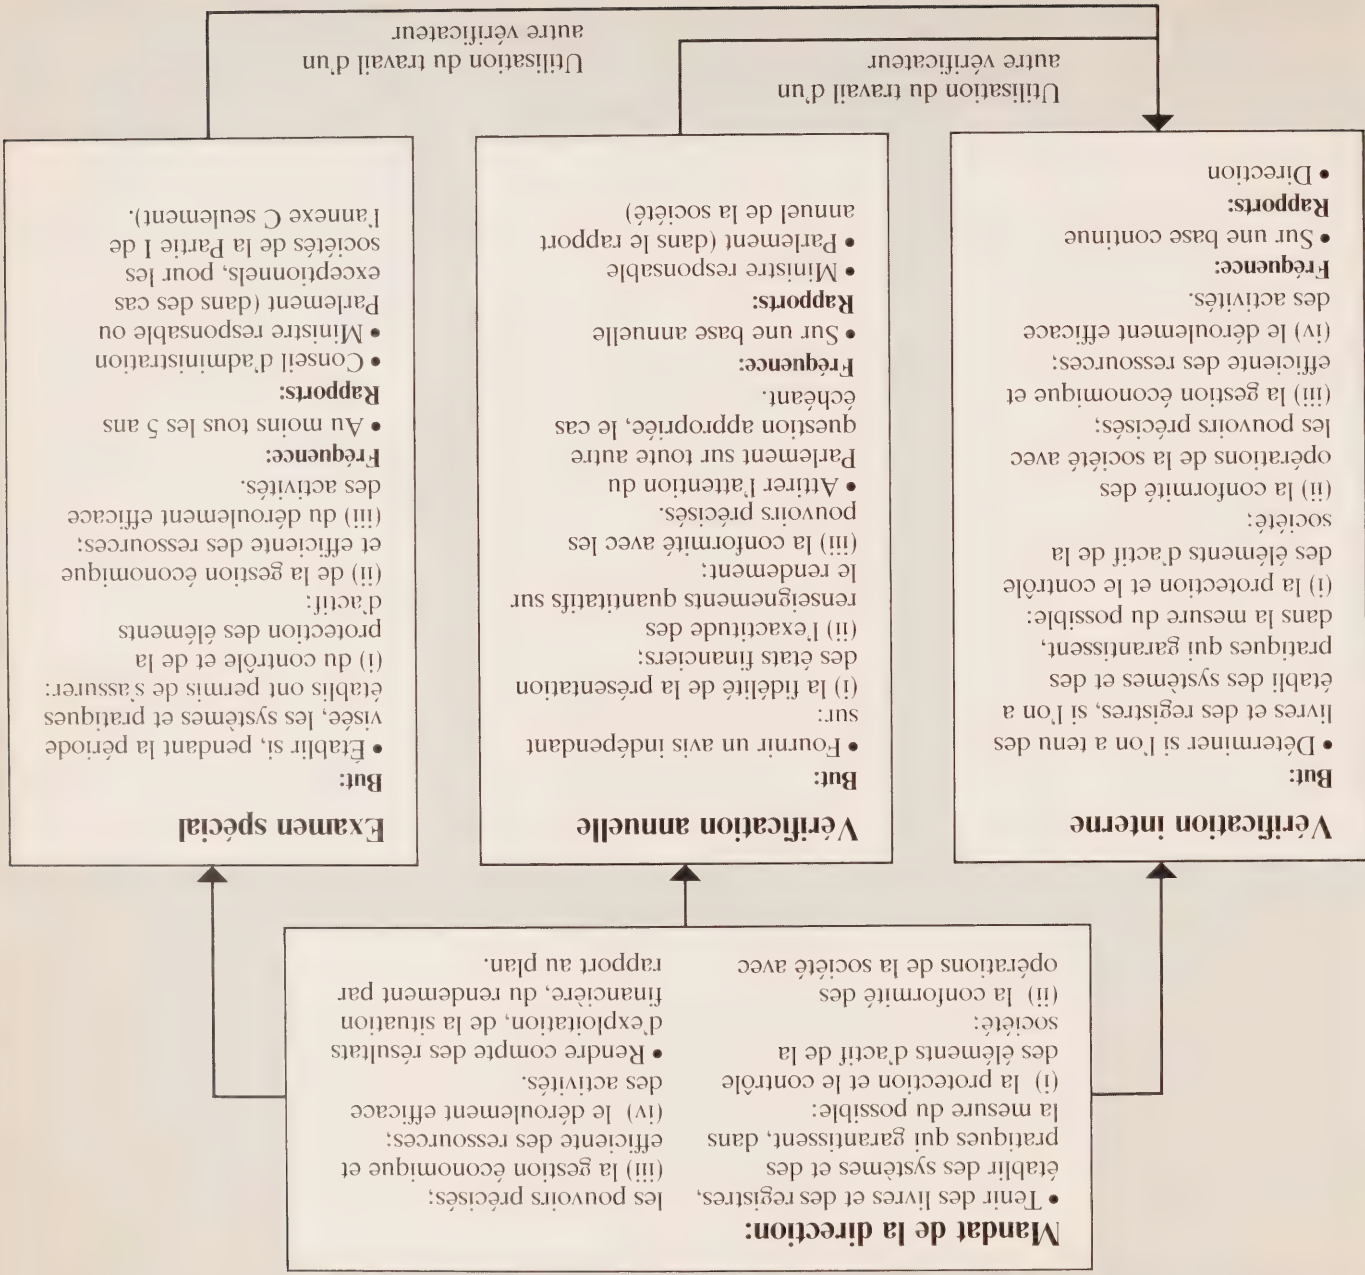 Mandat de la direction:
• Tenir des livres et des registres,
établir des systèmes et des
pratiques qui garantissent, dans
la mesure du possible:
(i) la protection et le contrôle
des éléments d'actif de la
société;
(ii) la conformité des
opérations de la société avec
les pouvoirs précisés;
(iii) la gestion économique et
efficiente des ressources;
(iv) le déroulement efficace
des activités.
• Rendre compte des résultats
d'exploitation, de la situation
financière, du rendement par
rapport au plan.
Vérification interne
But:
• Déterminer si l'on a tenu des
livres et des registres, si l'on a
établi des systèmes et des
pratiques qui garantissent,
dans la mesure du possible:
(i) la protection et le contrôle
des éléments d'actif de la
société;
(ii) la conformité des
opérations de la société avec
les pouvoirs précisés;
(iii) la gestion économique et
efficiente des ressources;
(iv) le déroulement efficace
des activités.
Fréquence:
• Sur une base continue
Rapports:
• Direction
Vérification annuelle
But:
• Fournir un avis indépendant
sur:
(i) la fidélité de la présentation
des états financiers;
(ii) l'exactitude des
renseignements quantitatifs sur
le rendement;
(iii) la conformité avec les
pouvoirs précisés.
• Attirer l'attention du
Parlement sur toute autre
question appropriée, le cas
échéant.
Fréquence:
• Sur une base annuelle
Rapports:
• Ministre responsable
• Parlement (dans le rapport
annuel de la société)
Examen spécial
But:
• Établir si, pendant la période
visée, les systèmes et pratiques
établis ont permis de s'assurer:
(i) du contrôle et de la
protection des éléments
d'actif;
(ii) de la gestion économique
et efficiente des ressources;
(iii) du déroulement efficace
des activités.
Fréquence:
• Au moins tous les 5 ans
Rapports:
• Conseil d'administration
• Ministre responsable ou
Parlement (dans des cas
exceptionnels, pour les
sociétés de la Partie I de
l'annexe C seulement).
Utilisation du travail d'un
autre vérificateur
Utilisation du travail d'un
autre vérificateur